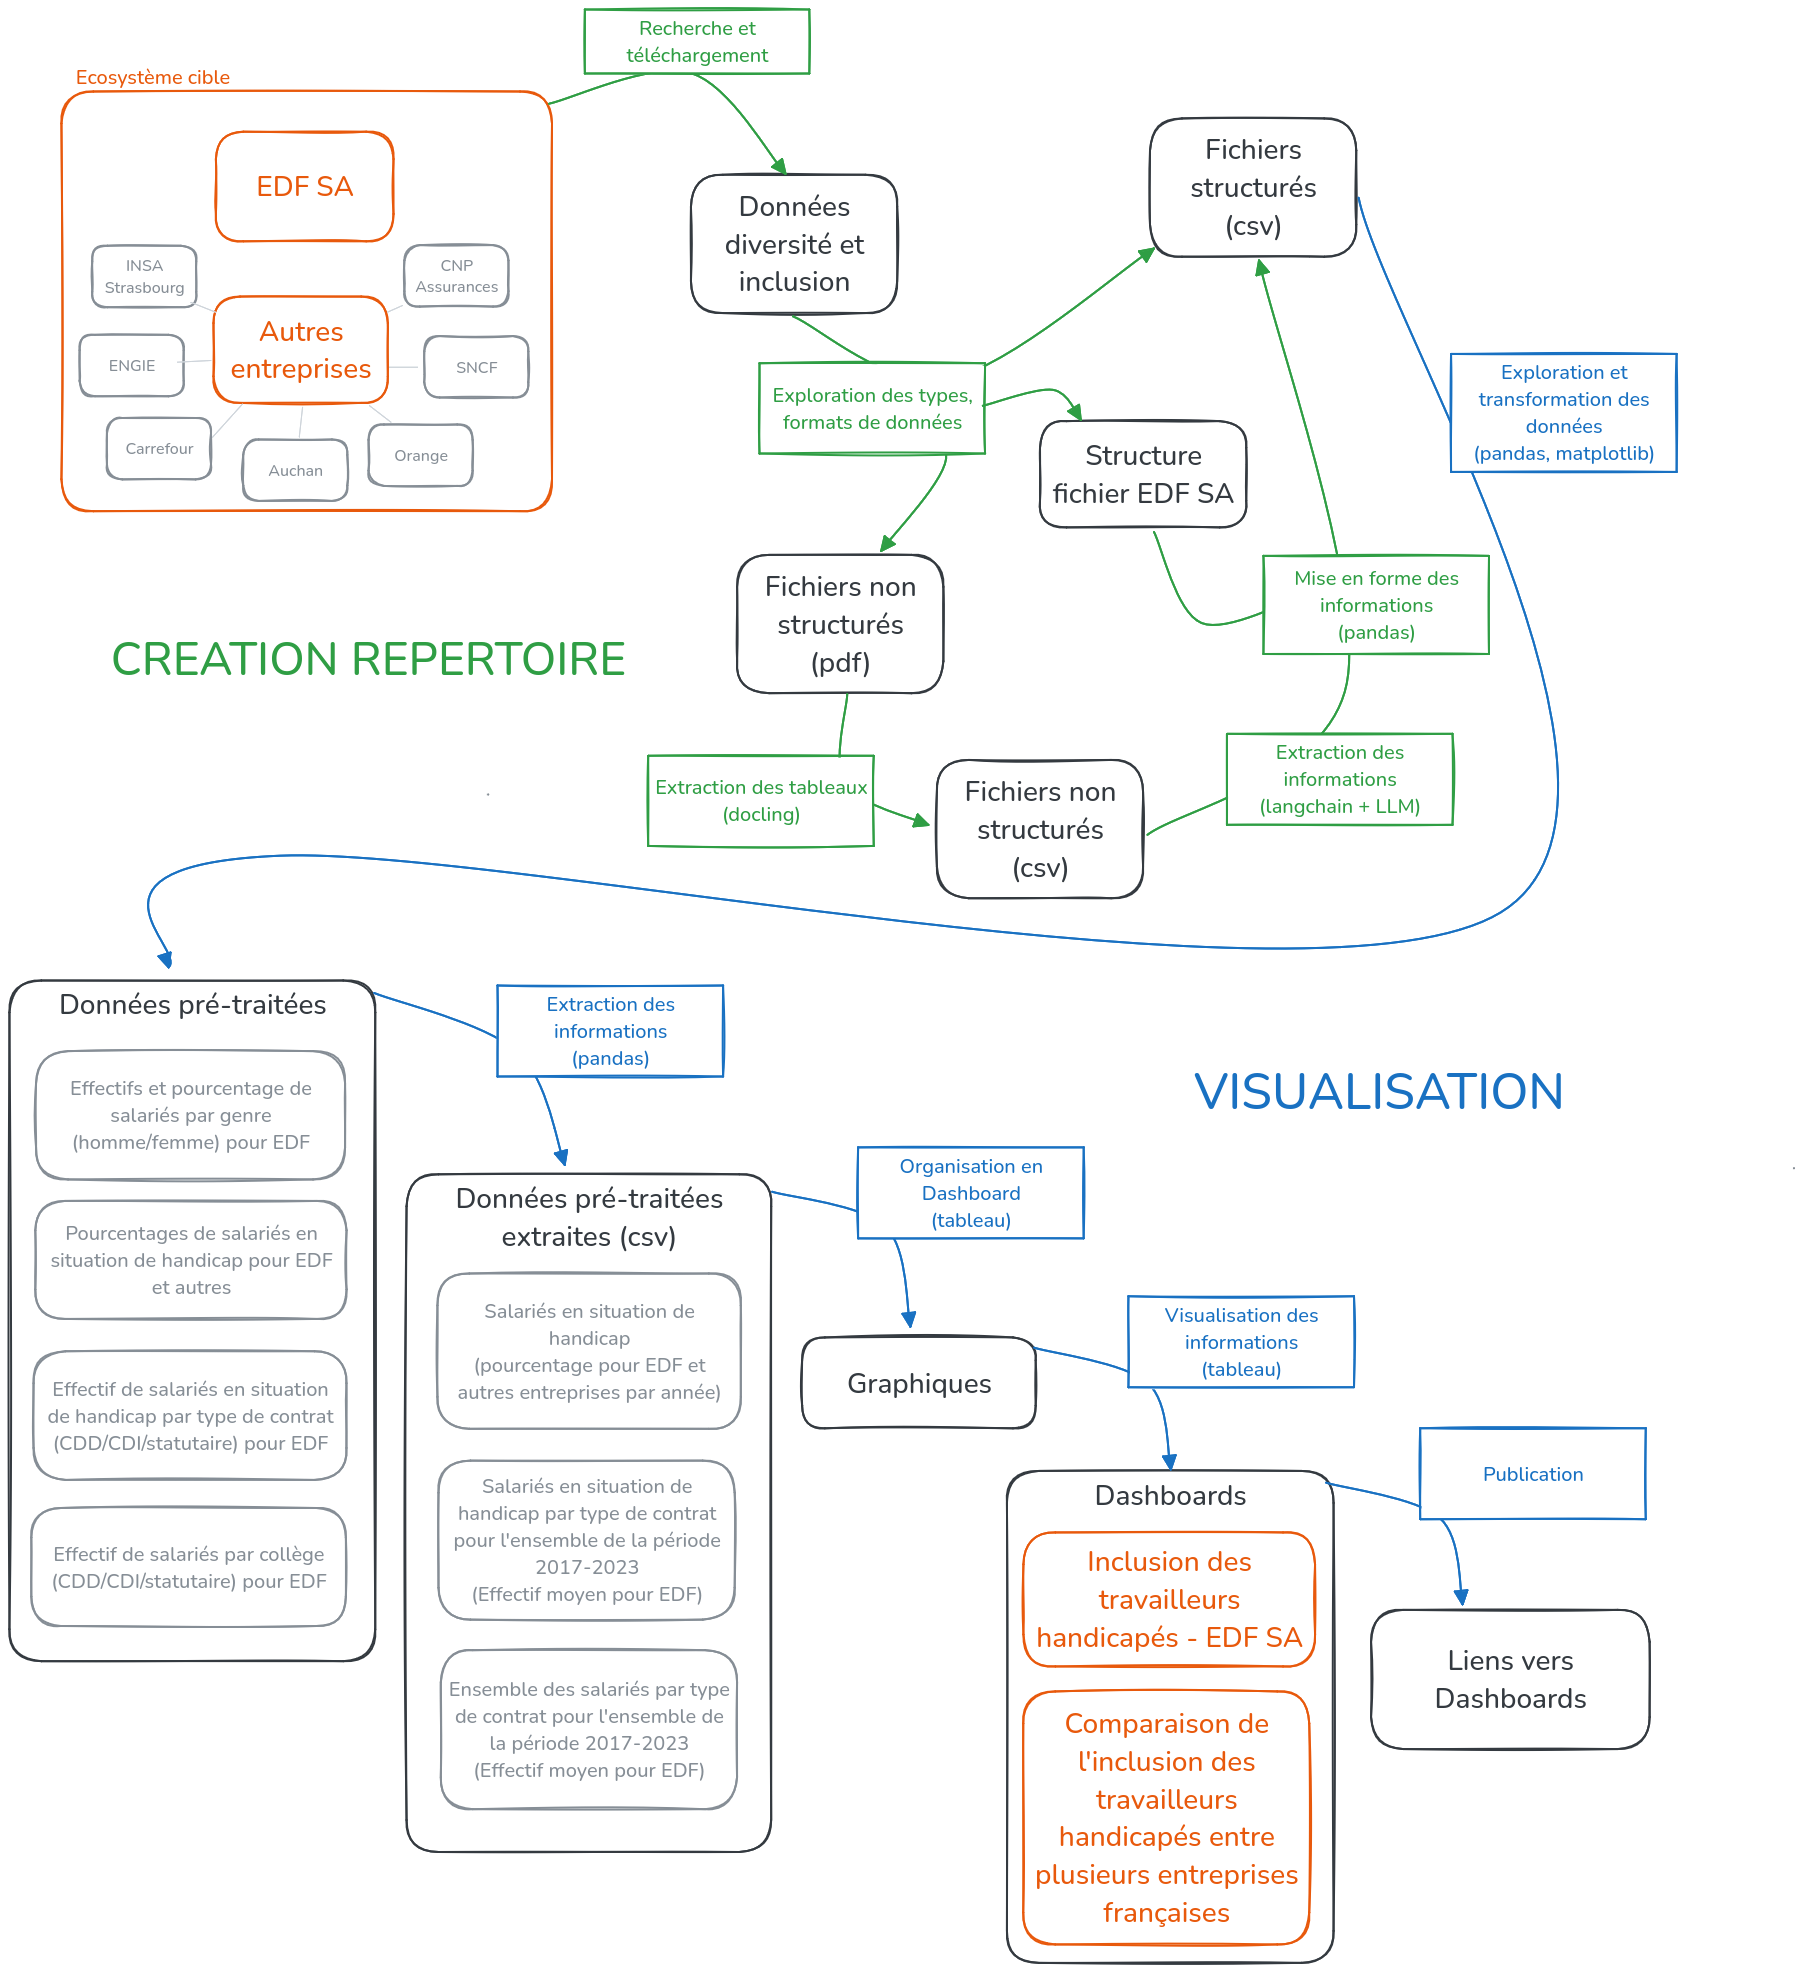 Recherche et
téléchargement
Ecosystème cible
EDF SA
INSA
Strasbourg
CNP
Assurances
Autres
entreprises
ENGIE
SNCF
Carrefour
Auchan
Orange
Données
diversité et
inclusion
Fichiers
structurés
(csv)
Exploration des types,
formats de données
Structure
fichier EDF SA
Exploration et
transformation des
données
(pandas, matplotlib)
Fichiers non
structurés
(pdf)
Mise en forme des
informations
(pandas)
CREATION REPERTOIRE
Extraction des tableaux
(docling)
Fichiers non
structurés
(csv)
Extraction des
informations
(langchain + LLM)
Données pré-traitées
Effectifs et pourcentage de
salariés par genre
(homme/femme) pour EDF
Pourcentages de salariés en
situation de handicap pour EDF
et autres
Effectif de salariés en situation
de handicap par type de contrat
(CDD/CDI/statutaire) pour EDF
Effectif de salariés par collège
(CDD/CDI/statutaire) pour EDF
Extraction des
informations
(pandas)
VISUALISATION
Données pré-traitées
extraites (csv)
Salariés en situation de
handicap
(pourcentage pour EDF et
autres entreprises par année)
Salariés en situation de
handicap par type de contrat
pour l'ensemble de la période
2017-2023
(Effectif moyen pour EDF)
Ensemble des salariés par type
de contrat pour l'ensemble de
la période 2017-2023
(Effectif moyen pour EDF)
Organisation en
Dashboard
(tableau)
Graphiques
Visualisation des
informations
(tableau)
Dashboards
Inclusion des
travailleurs
handicapés - EDF SA
Comparaison de
l'inclusion des
travailleurs
handicapés entre
plusieurs entreprises
françaises
Publication
Liens vers
Dashboards